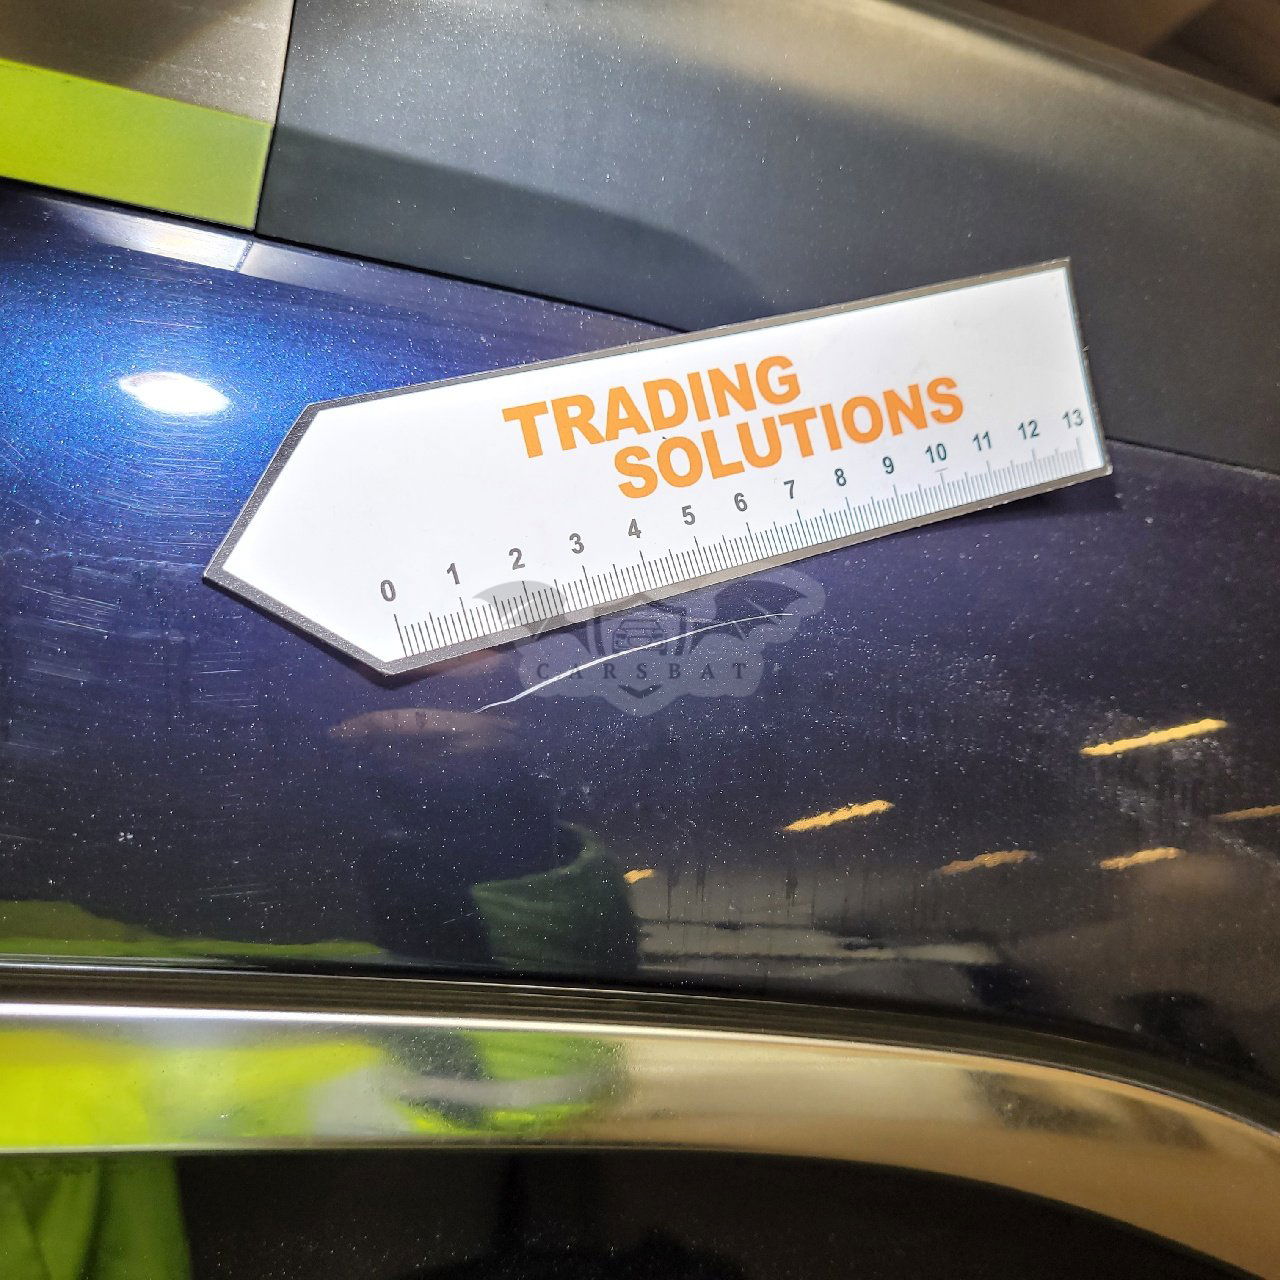 TRADING
SOLUTIONS
0 1 2 3 4 5 6 7 8 9 10 11 12 13
CARSBAT